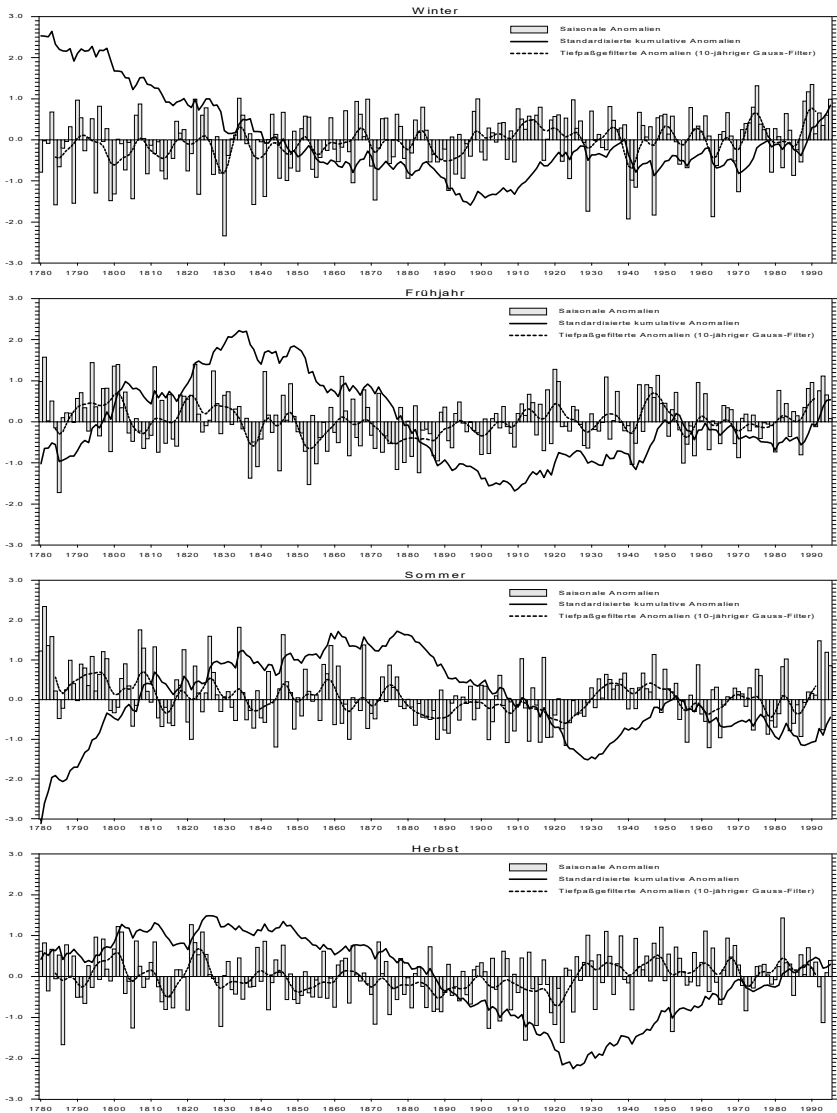 Winter
3.0
Saisonale Anomalien
Standardisierte kumulative Anomalien
2.0
Tiefpaßgefilterte Anomalien (10-jähriger Gauss-Filter)
1.0
0.0
-1.0
-2.0
-3.0
1780 1790 1800 1810 1820 1830 1840 1850 1860 1870 1880 1890 1900 1910 1920 1930 1940 1950 1960 1970 1980 1990
Frühjahr
3.0
Saisonale Anomalien
Standardisierte kumulative Anomalien
2.0
Tiefpaßgefilterte Anomalien (10-jähriger Gauss-Filter)
1.0
0.0
-1.0
-2.0
-3.0
1780 1790 1800 1810 1820 1830 1840 1850 1860 1870 1880 1890 1900 1910 1920 1930 1940 1950 1960 1970 1980 1990
Sommer
3.0
Saisonale Anomalien
Standardisierte kumulative Anomalien
2.0
Tiefpaßgefilterte Anomalien (10-jähriger Gauss-Filter)
1.0
0.0
-1.0
-2.0
-3.0
1780 1790 1800 1810 1820 1830 1840 1850 1860 1870 1880 1890 1900 1910 1920 1930 1940 1950 1960 1970 1980 1990
Herbst
3.0
Saisonale Anomalien
Standardisierte kumulative Anomalien
2.0
Tiefpaßgefilterte Anomalien (10-jähriger Gauss-Filter)
1.0
0.0
-1.0
-2.0
-3.0
1780 1790 1800 1810 1820 1830 1840 1850 1860 1870 1880 1890 1900 1910 1920 1930 1940 1950 1960 1970 1980 1990